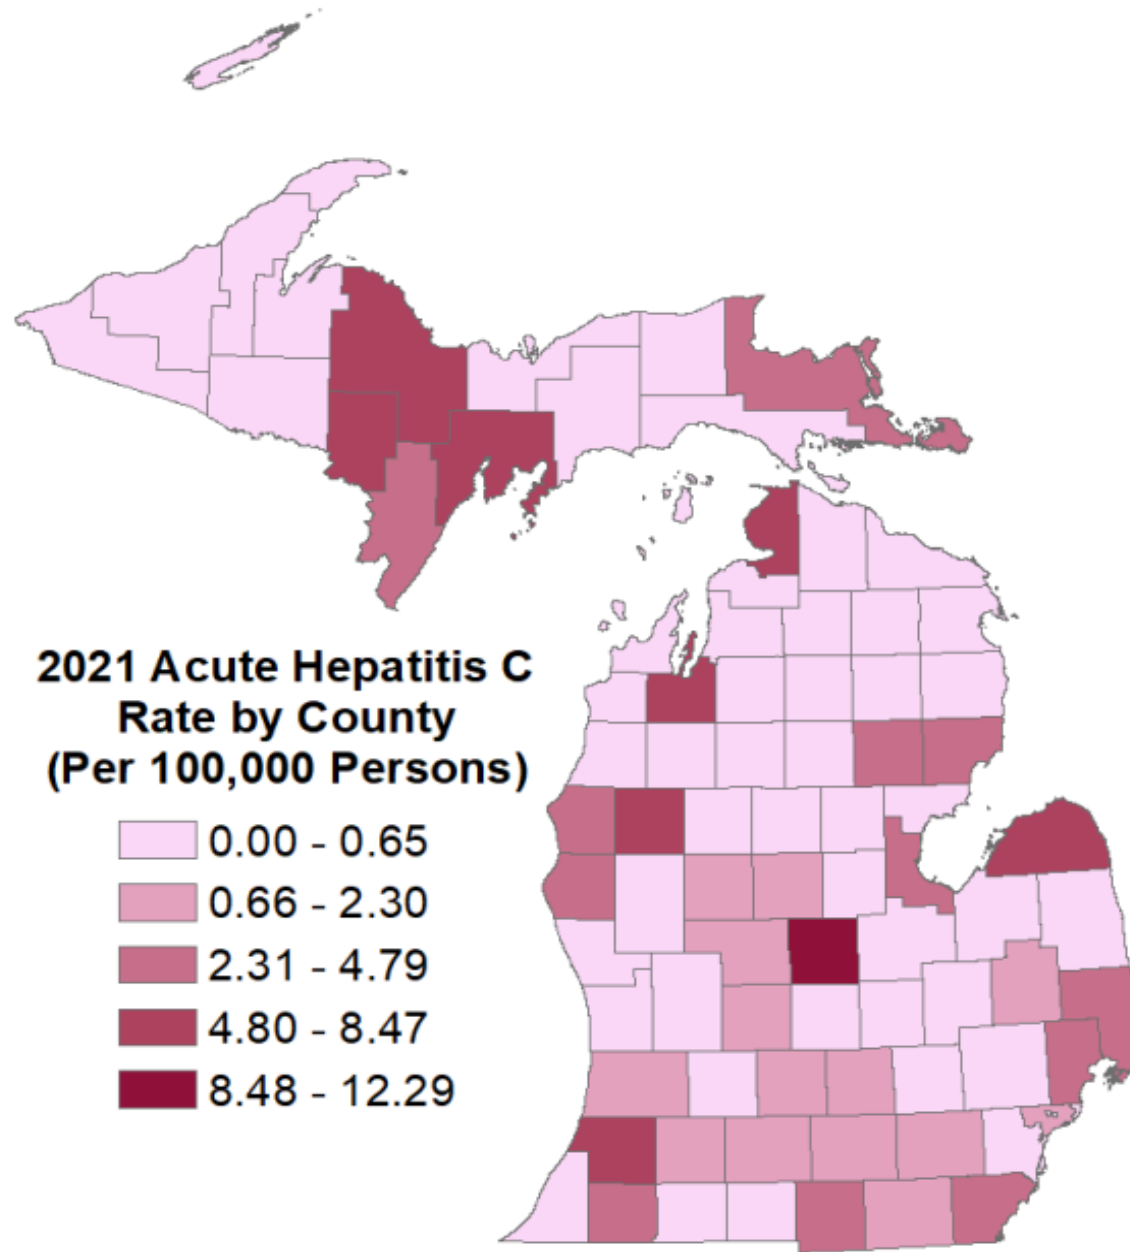 2021 Acute Hepatitis C
Rate by County
(Per 100,000 Persons)
0.00 - 0.65
0.66 - 2.30
2.31 - 4.79
4.80 - 8.47
8.48 - 12.29